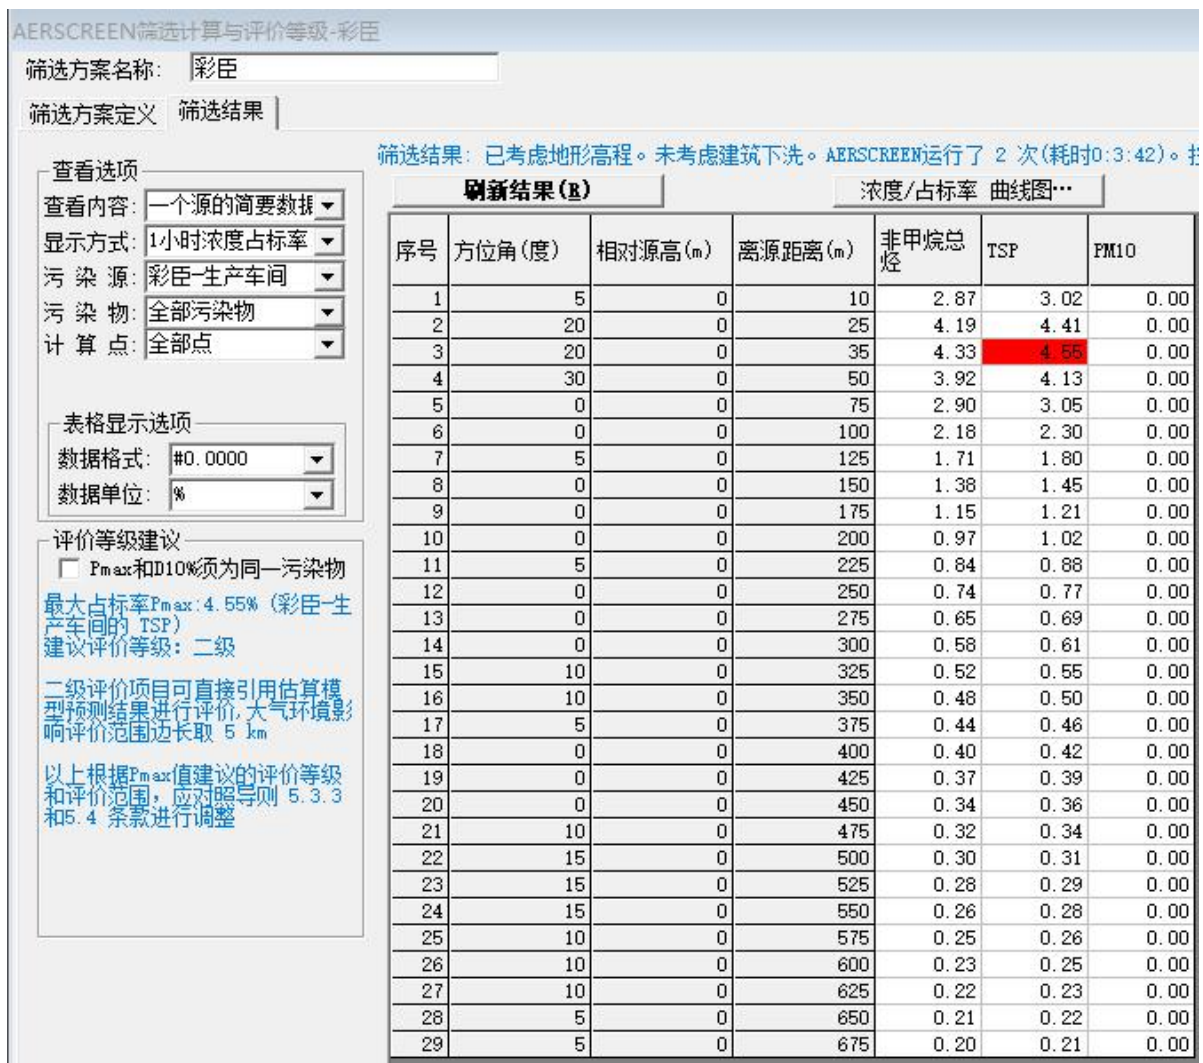 AERSCREEN筛选计算与评价等级-彩臣
筛选方案名称: 彩臣
筛选方案定义 筛选结果
筛选结果: 已考虑地形高程。未考虑建筑下洗。AERSCREEN运行了 2 次(耗时0:3:42)。
查看选项
查看内容: 一个源的简要数据
显示方式: 1小时浓度占标率
污 染 源: 彩臣-生产车间
污 染 物: 全部污染物
计 算 点: 全部点
表格显示选项
数据格式: #0.0000
数据单位: %
评价等级建议
Pmax和D10%须为同一污染物
最大占标率Pmax:4.55% (彩臣-生
产车间的 TSP)
建议评价等级: 二级
二级评价项目可直接引用估算模
型预测结果进行评价,大气环境影
响评价范围边长取 5 km
以上根据Pmax值建议的评价等级
和评价范围, 应对照导则 5.3.3
和5.4 条款进行调整
刷新结果(R) 浓度/占标率 曲线图…
序号 方位角(度) 相对源高(m) 离源距离(m) 非甲烷总烃 TSP PM10
1 5 0 10 2.87 3.02 0.00
2 20 0 25 4.19 4.41 0.00
3 20 0 35 4.33 4.55 0.00
4 30 0 50 3.92 4.13 0.00
5 0 0 75 2.90 3.05 0.00
6 0 0 100 2.18 2.30 0.00
7 5 0 125 1.71 1.80 0.00
8 0 0 150 1.38 1.45 0.00
9 0 0 175 1.15 1.21 0.00
10 0 0 200 0.97 1.02 0.00
11 5 0 225 0.84 0.88 0.00
12 0 0 250 0.74 0.77 0.00
13 0 0 275 0.65 0.69 0.00
14 0 0 300 0.58 0.61 0.00
15 10 0 325 0.52 0.55 0.00
16 10 0 350 0.48 0.50 0.00
17 5 0 375 0.44 0.46 0.00
18 0 0 400 0.40 0.42 0.00
19 0 0 425 0.37 0.39 0.00
20 0 0 450 0.34 0.36 0.00
21 10 0 475 0.32 0.34 0.00
22 15 0 500 0.30 0.31 0.00
23 15 0 525 0.28 0.29 0.00
24 15 0 550 0.26 0.28 0.00
25 10 0 575 0.25 0.26 0.00
26 10 0 600 0.23 0.25 0.00
27 10 0 625 0.22 0.23 0.00
28 5 0 650 0.21 0.22 0.00
29 5 0 675 0.20 0.21 0.00